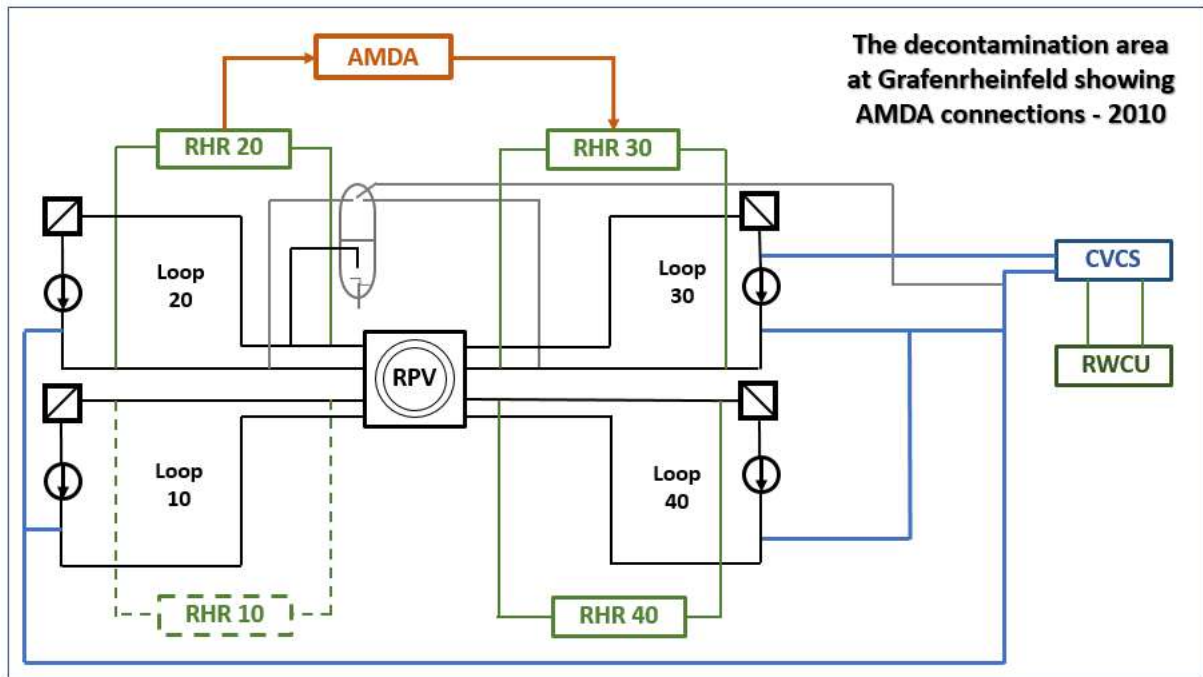 AMDA
The decontamination area
at Grafenrheinfeld showing
AMDA connections - 2010
RHR 20
RHR 30
Loop
20
Loop
30
CVCS
RPV
RWCU
Loop
10
Loop
40
RHR 10
RHR 40